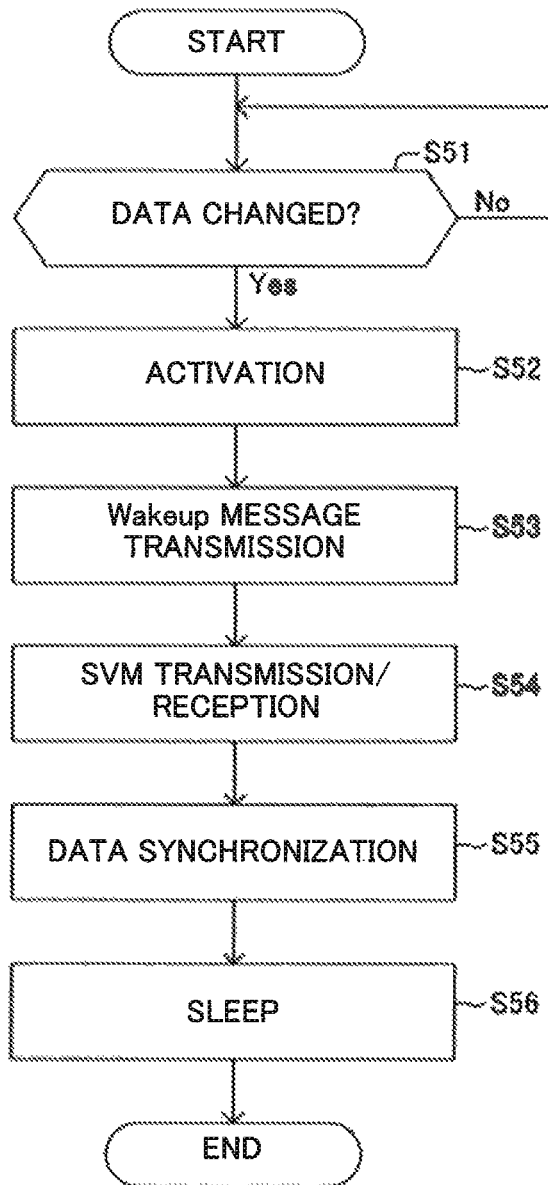 START
S51
DATA CHANGED?
No
Yes
ACTIVATION
S52
Wakeup MESSAGE
TRANSMISSION
S53
SVM TRANSMISSION/
RECEPTION
S54
DATA SYNCHRONIZATION
S55
SLEEP
S56
END